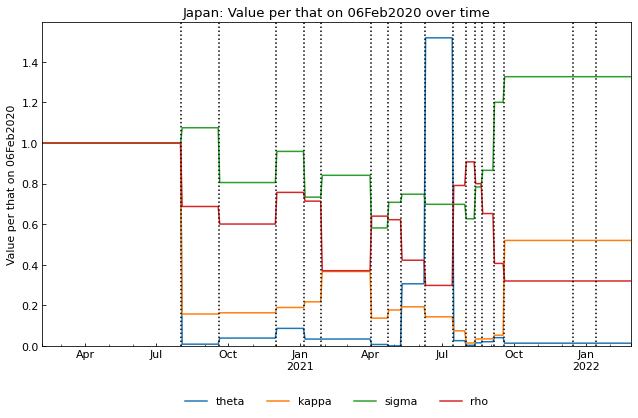 Japan: Value per that on 06Feb2020 over time
Value per that on 06Feb2020
1.4
1.2
1.0
0.8
0.6
0.4
0.2
0.0
Apr Jul Oct Jan Apr Jul Oct Jan
2021 2022
theta kappa sigma rho